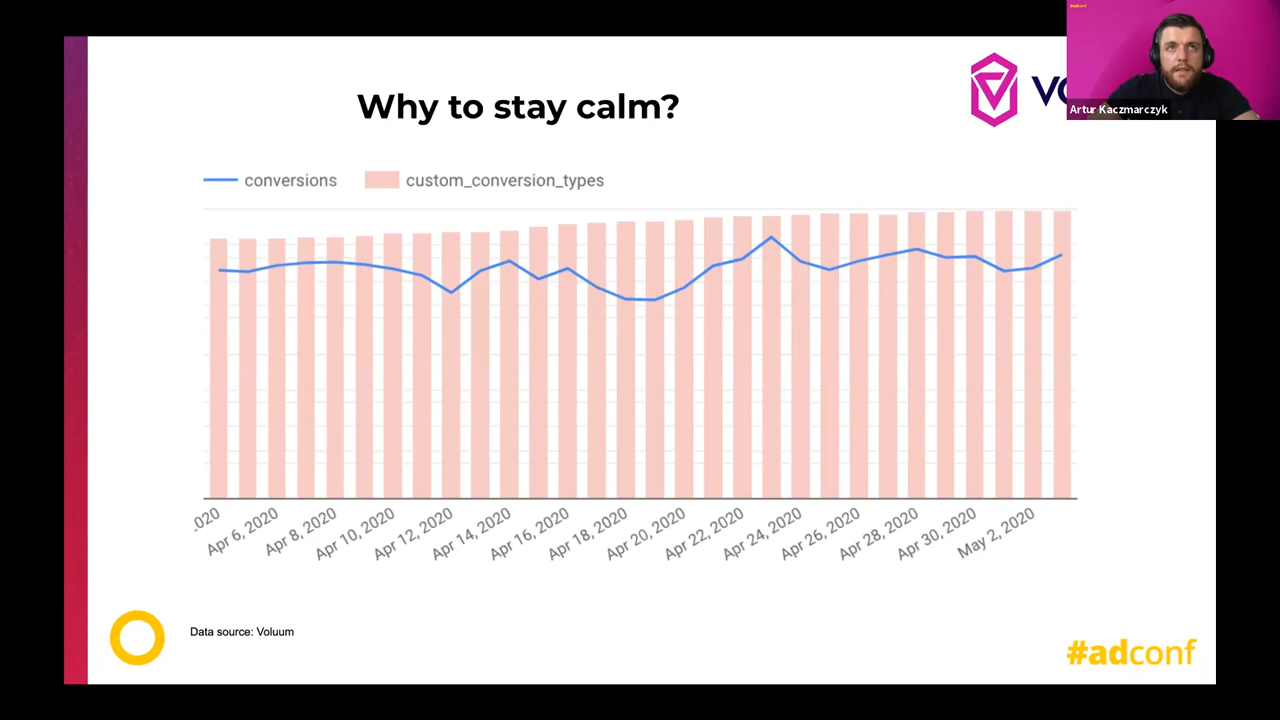 #adconf
Why to stay calm?
Artur Kaczmarczyk
conversions
custom_conversion_types
Apr 6, 2020
Apr 8, 2020
Apr 10, 2020
Apr 12, 2020
Apr 14, 2020
Apr 16, 2020
Apr 18, 2020
Apr 20, 2020
Apr 22, 2020
Apr 24, 2020
Apr 26, 2020
Apr 28, 2020
Apr 30, 2020
May 2, 2020
Data source: Voluum
#adconf